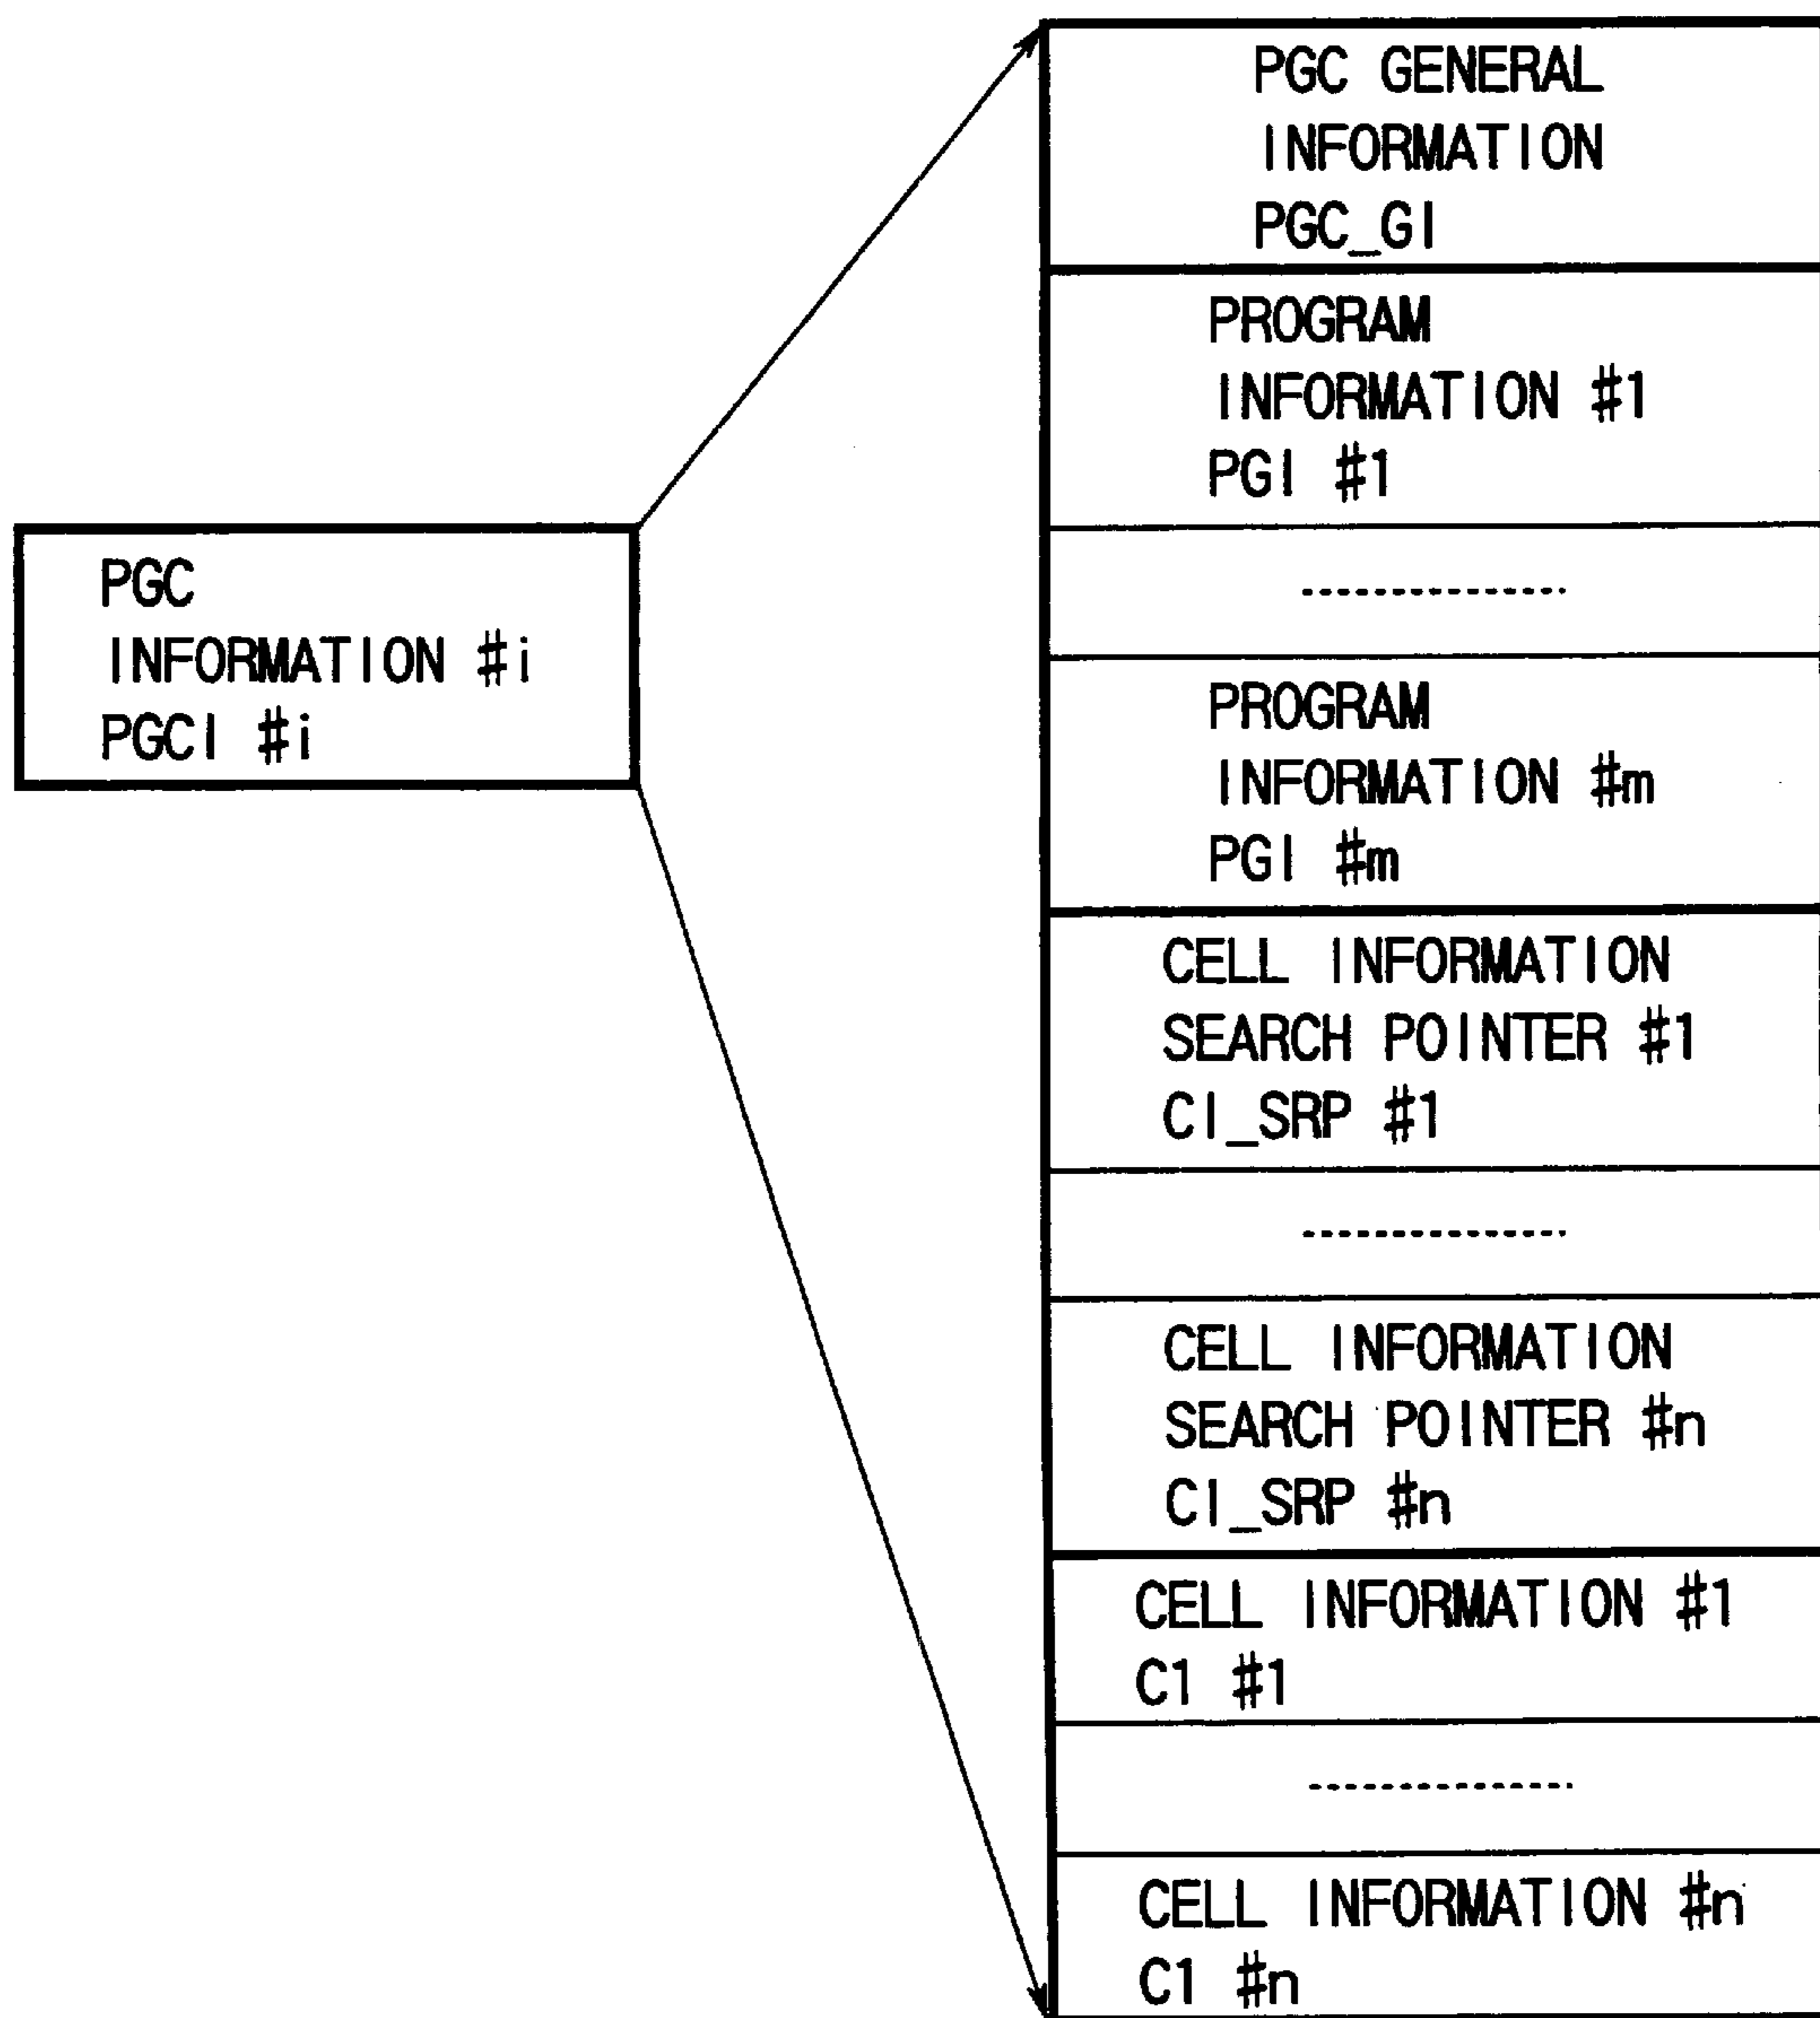 PGC
INFORMATION #i
PGCI #i
PGC GENERAL
INFORMATION
PGC_GI
PROGRAM
INFORMATION #1
PGI #1
PROGRAM
INFORMATION #m
PGI #m
CELL INFORMATION
SEARCH POINTER #1
CI_SRP #1
CELL INFORMATION
SEARCH POINTER #n
CI_SRP #n
CELL INFORMATION #1
C1 #1
CELL INFORMATION #n
C1 #n